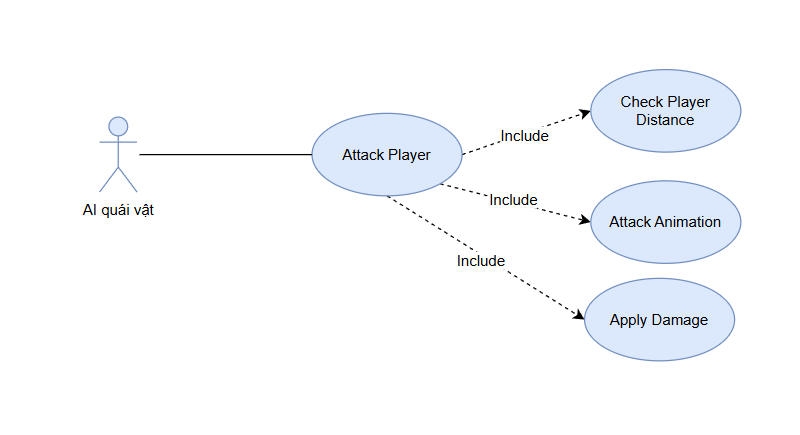 AI quái vật
Attack Player
Include
Include
Include
Check Player
Distance
Attack Animation
Apply Damage